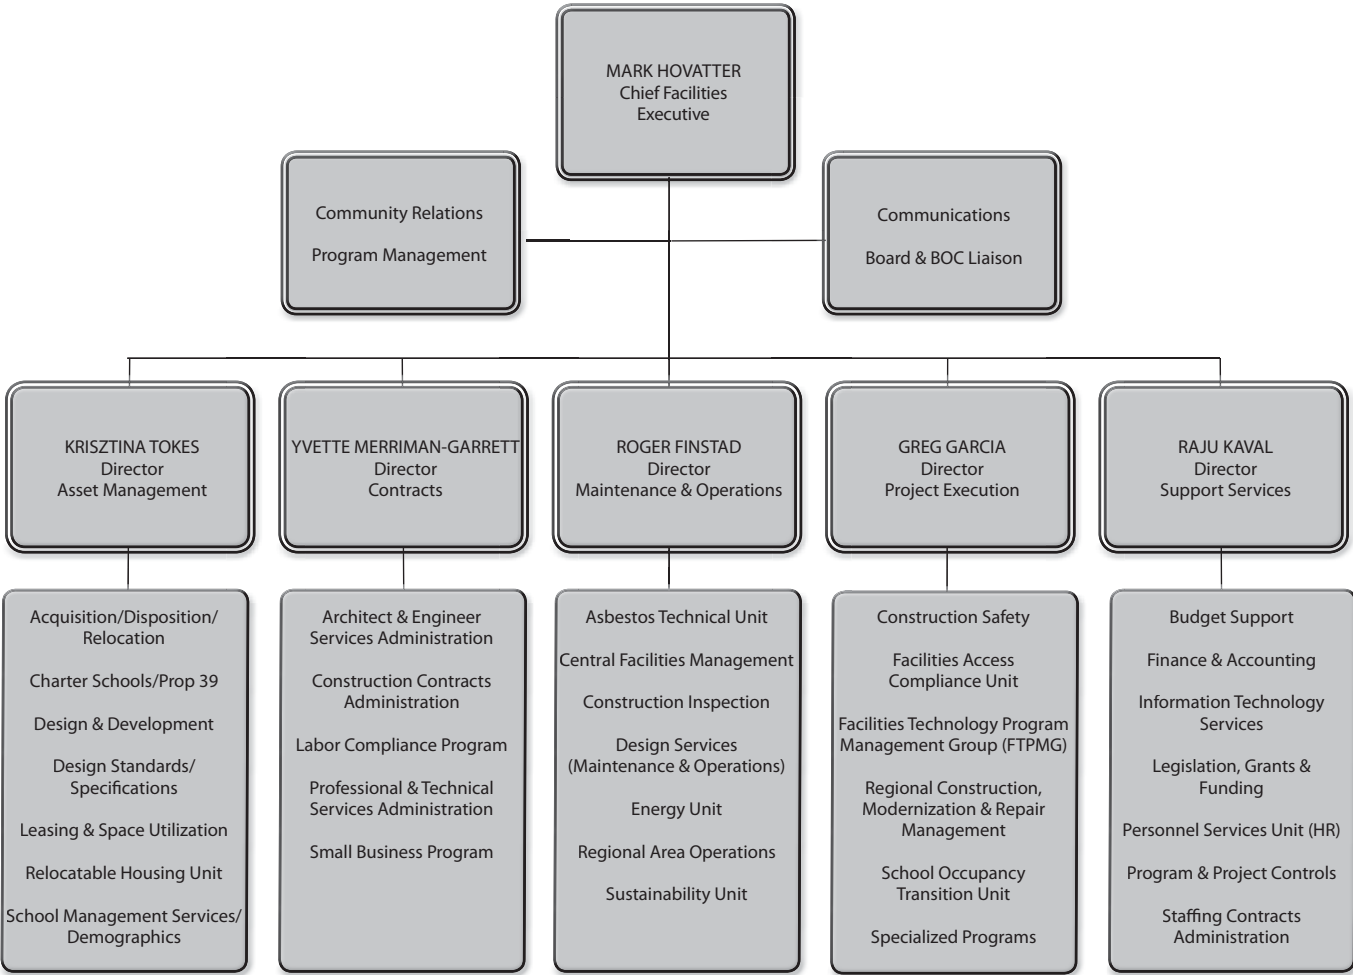 MARK HOVATTER
Chief Facilities
Executive
Community Relations
Program Management
Communications
Board & BOC Liaison
KRISZTINA TOKES
Director
Asset Management
YVETTE MERRIMAN-GARRETT
Director
Contracts
ROGER FINSTAD
Director
Maintenance & Operations
GREG GARCIA
Director
Project Execution
RAJU KAVAL
Director
Support Services
Acquisition/Disposition/
Relocation
Charter Schools/Prop 39
Design & Development
Design Standards/
Specifications
Leasing & Space Utilization
Relocatable Housing Unit
School Management Services/
Demographics
Architect & Engineer
Services Administration
Construction Contracts
Administration
Labor Compliance Program
Professional & Technical
Services Administration
Small Business Program
Asbestos Technical Unit
Central Facilities Management
Construction Inspection
Design Services
(Maintenance & Operations)
Energy Unit
Regional Area Operations
Sustainability Unit
Construction Safety
Facilities Access
Compliance Unit
Facilities Technology Program
Management Group (FTPMG)
Regional Construction,
Modernization & Repair
Management
School Occupancy
Transition Unit
Specialized Programs
Budget Support
Finance & Accounting
Information Technology
Services
Legislation, Grants &
Funding
Personnel Services Unit (HR)
Program & Project Controls
Staffing Contracts
Administration